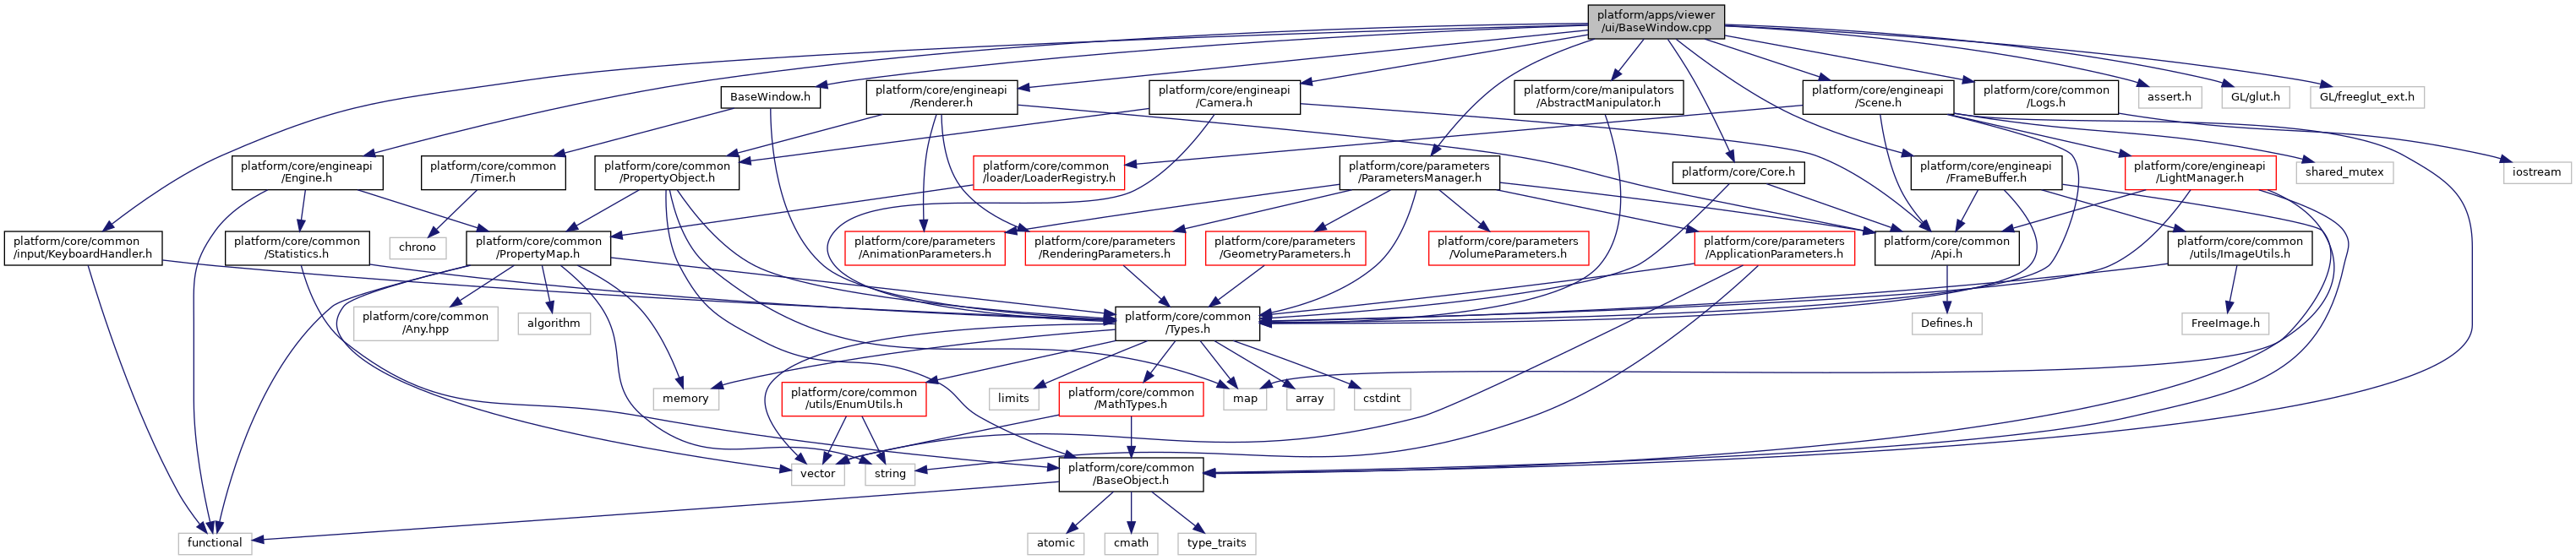 platform/apps/viewer
/ui/BaseWindow.cpp
BaseWindow.h
platform/core/engineapi
/Renderer.h
platform/core/engineapi
/Camera.h
platform/core/manipulators
/AbstractManipulator.h
platform/core/engineapi
/Scene.h
platform/core/common
/Logs.h
assert.h
GL/glut.h
GL/freeglut_ext.h
platform/core/engineapi
/Engine.h
platform/core/common
/Timer.h
platform/core/common
/PropertyObject.h
platform/core/common
/loader/LoaderRegistry.h
platform/core/parameters
/ParametersManager.h
platform/core/Core.h
platform/core/engineapi
/FrameBuffer.h
platform/core/engineapi
/LightManager.h
shared_mutex
iostream
platform/core/common
/input/KeyboardHandler.h
platform/core/common
/Statistics.h
chrono
platform/core/common
/PropertyMap.h
platform/core/parameters
/AnimationParameters.h
platform/core/parameters
/RenderingParameters.h
platform/core/parameters
/GeometryParameters.h
platform/core/parameters
/VolumeParameters.h
platform/core/parameters
/ApplicationParameters.h
platform/core/common
/Api.h
platform/core/common
/utils/ImageUtils.h
platform/core/common
/Any.hpp
algorithm
platform/core/common
/Types.h
Defines.h
FreeImage.h
memory
platform/core/common
/utils/EnumUtils.h
limits
platform/core/common
/MathTypes.h
map
array
cstdint
vector
string
platform/core/common
/BaseObject.h
functional
atomic
cmath
type_traits